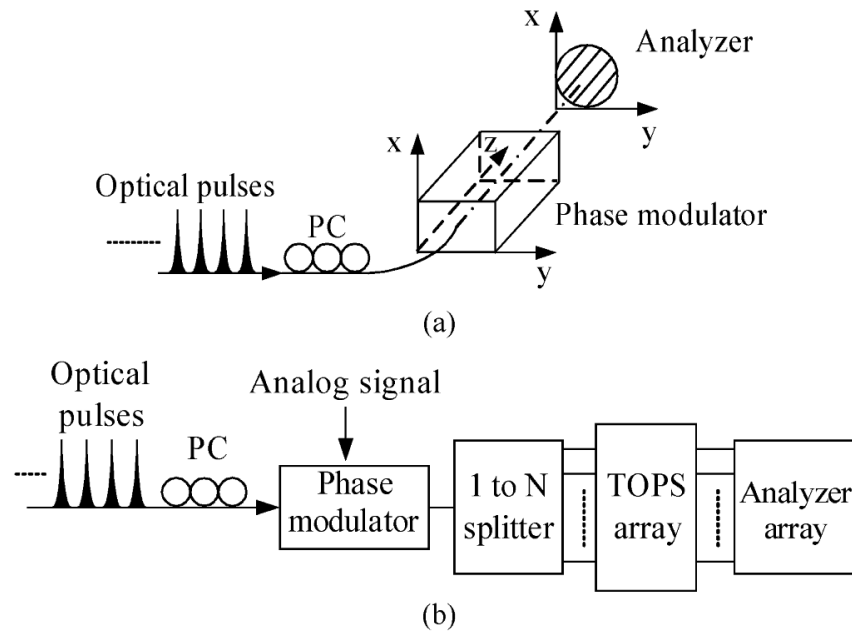 x
Analyzer
y
x
z
Optical pulses
PC
Phase modulator
y
(a)
Optical
pulses
Analog signal
PC
Phase
modulator
1 to N
splitter
TOPS
array
Analyzer
array
(b)